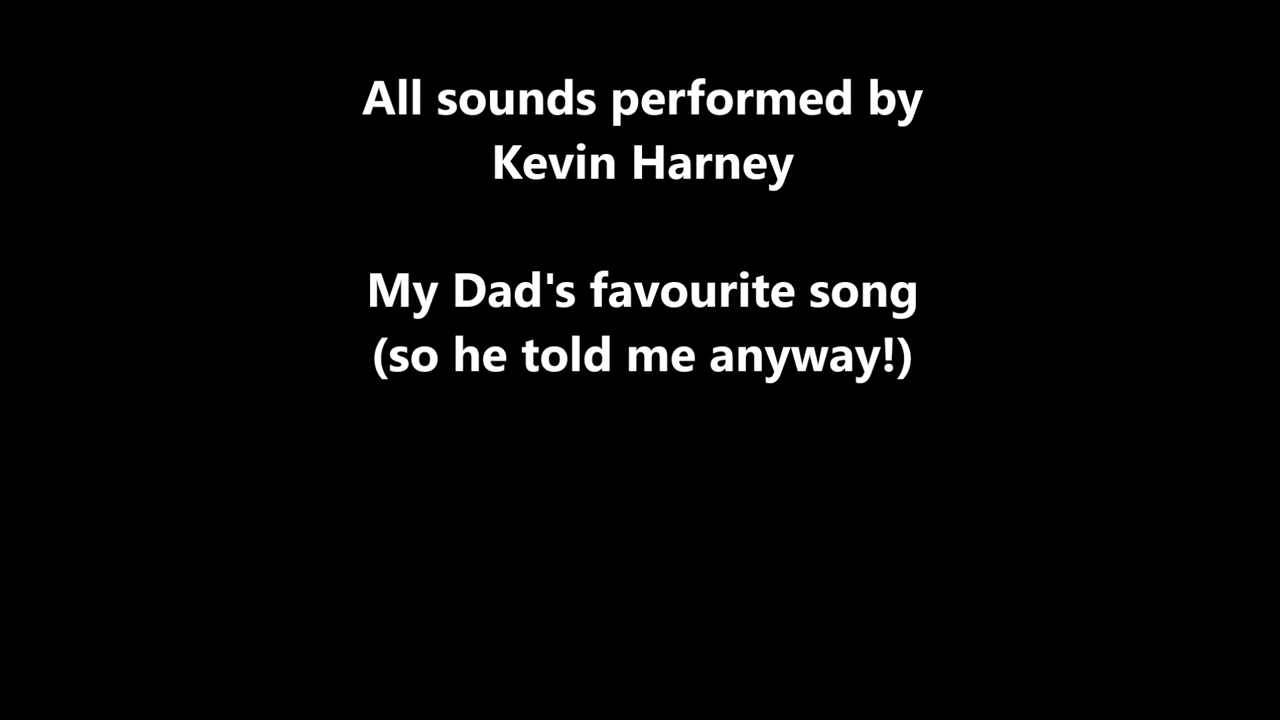 All sounds performed by
Kevin Harney
My Dad's favourite song
(so he told me anyway!)